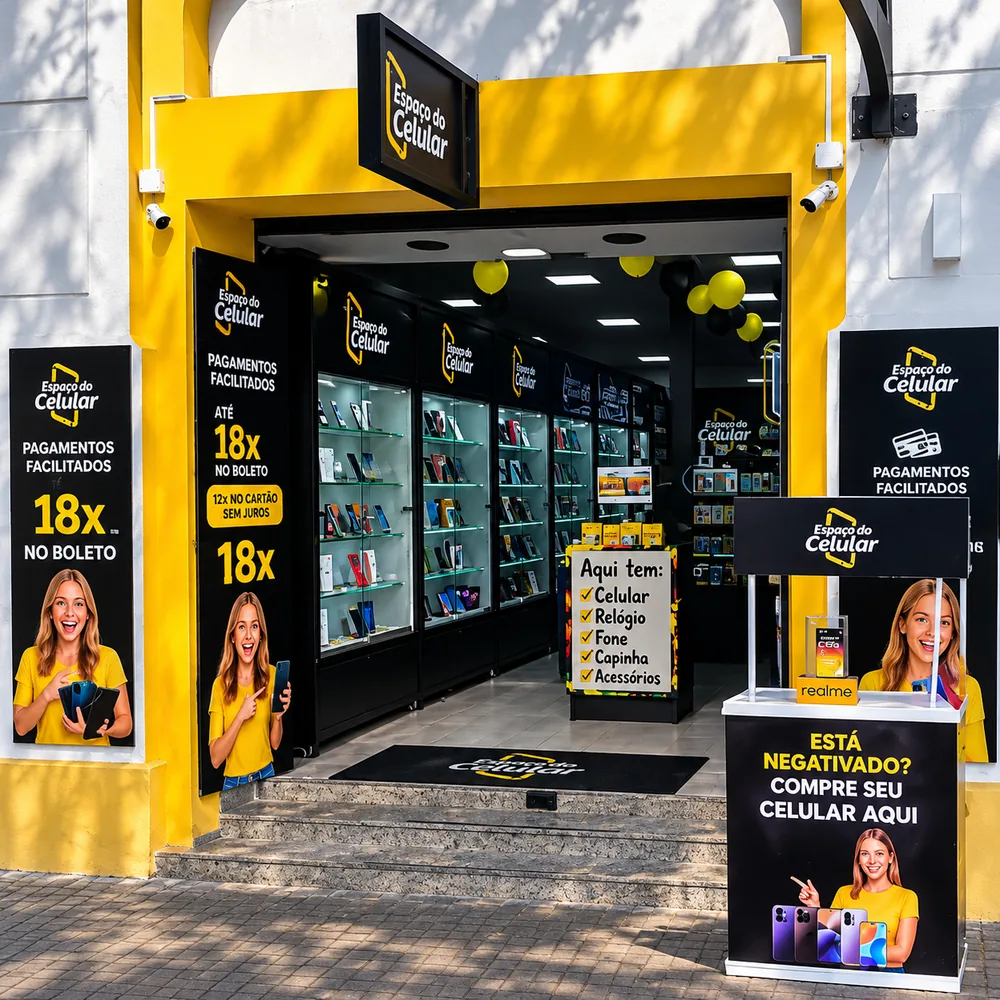 Espaço do
Celular
Espaço do
Celular
PAGAMENTOS
FACILITADOS
18x
NO BOLETO
Espaço do
Celular
PAGAMENTOS
FACILITADOS
ATÉ
18x
NO BOLETO
12x NO CARTÃO
SEM JUROS
18x
Espaço do
Celular
Espaço do
Celular
Espaço do
Celular
Espaço do
Celular
Aqui tem:
Celular
Relógio
Fone
Capinha
Acessórios
Espaço do
Celular
Espaço do
Celular
PAGAMENTOS
FACILITADOS
Espaço do
Celular
realme
ESTÁ
NEGATIVADO?
COMPRE SEU
CELULAR AQUI